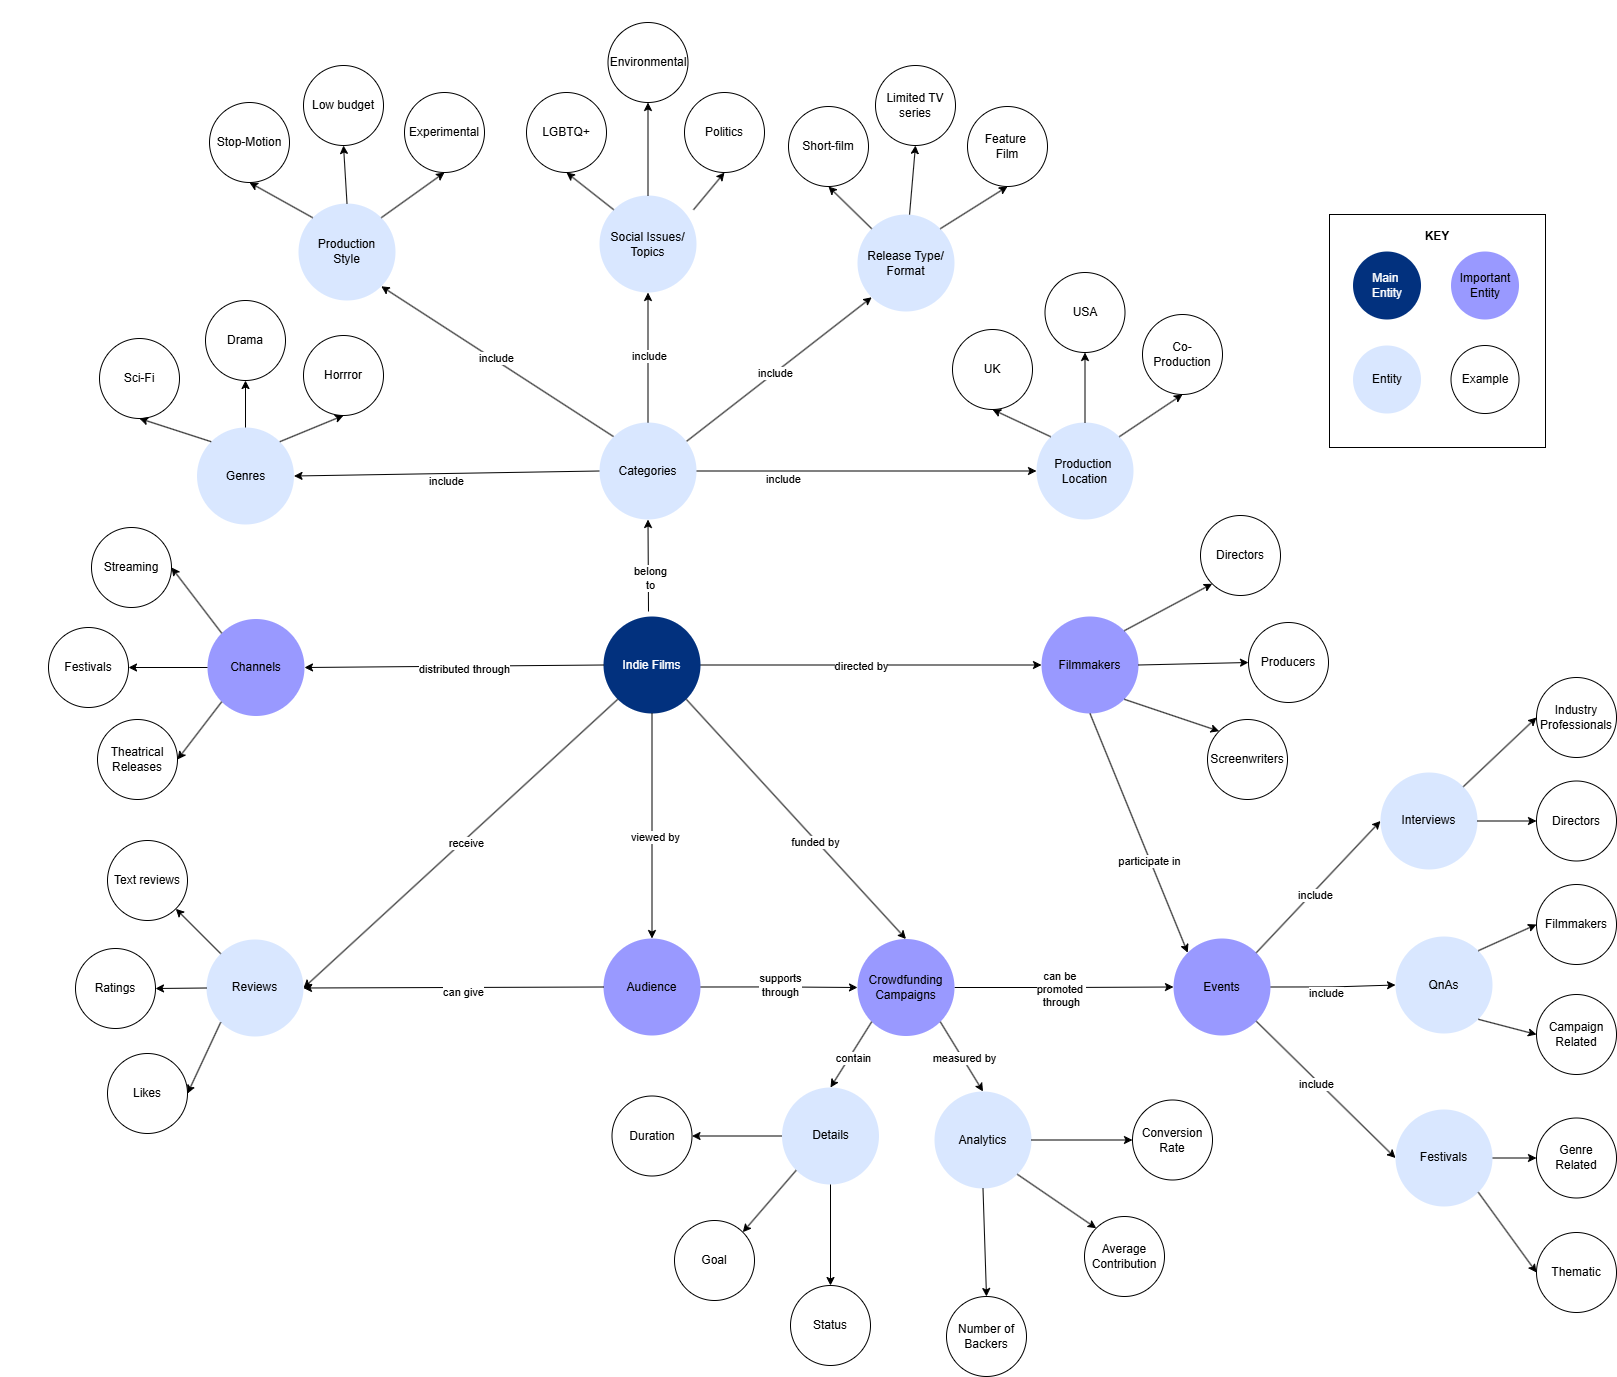 Environmental
Low budget
Limited TV
series
Stop-Motion
Experimental
LGBTQ+
Politics
Short-film
Feature
Film
Production
Style
Social Issues/
Topics
Release Type/
Format
KEY
Main
Entity
Important
Entity
Entity
Example
Sci-Fi
Drama
Horrror
include
include
include
UK
USA
Co-
Production
Genres
include
Categories
include
Production
Location
Streaming
belong
to
Directors
Festivals
Channels
distributed through
Indie Films
directed by
Filmmakers
Producers
Theatrical
Releases
Screenwriters
Industry
Professionals
receive
viewed by
funded by
participate in
Interviews
Directors
Text reviews
include
Filmmakers
Ratings
Reviews
can give
Audience
supports
through
Crowdfunding
Campaigns
can be
promoted
through
Events
include
QnAs
Campaign
Related
Likes
contain
measured by
include
Duration
Details
Analytics
Conversion
Rate
Festivals
Genre
Related
Goal
Average
Contribution
Thematic
Status
Number of
Backers